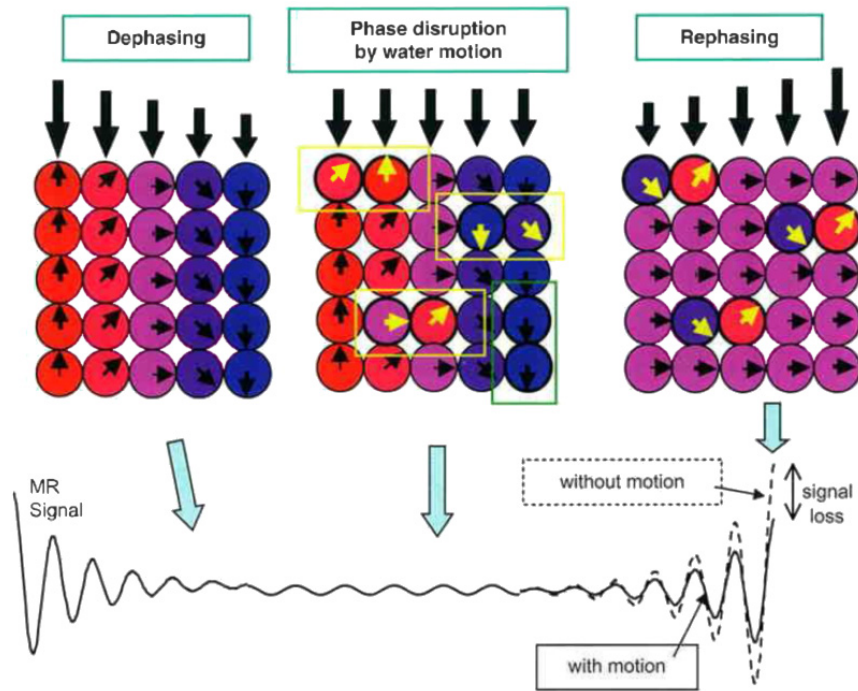 Dephasing
Phase disruption
by water motion
Rephasing
MR
Signal
without motion
signal
loss
with motion